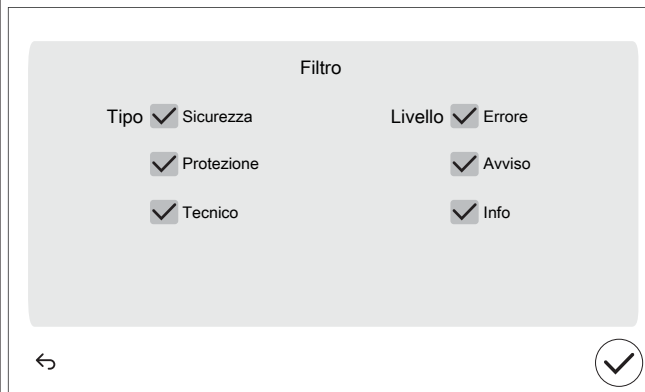 Filtro
Tipo Sicurezza Livello Errore
Protezione Avviso
Tecnico Info